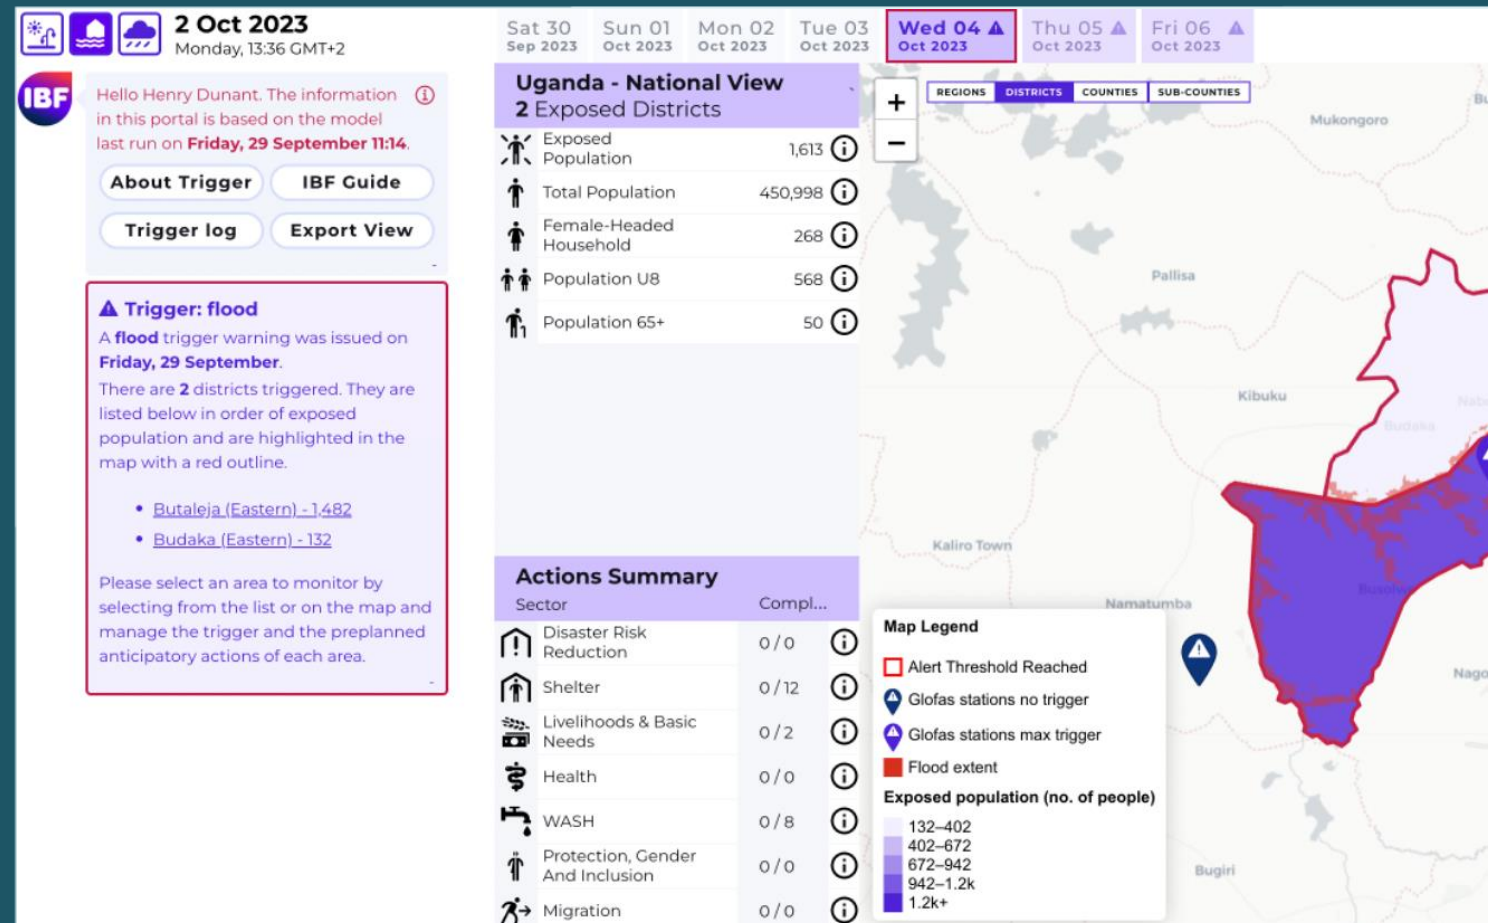 2 Oct 2023
Monday, 13:36 GMT+2
IBF
Hello Henry Dunant. The information
in this portal is based on the model
last run on Friday, 29 September 11:14.
About Trigger
IBF Guide
Trigger log
Export View
Trigger: flood
A flood trigger warning was issued on
Friday, 29 September.
There are 2 districts triggered. They are
listed below in order of exposed
population and are highlighted in the
map with a red outline.
• Butaleja (Eastern) - 1,482
• Budaka (Eastern) - 132
Please select an area to monitor by
selecting from the list or on the map and
manage the trigger and the preplanned
anticipatory actions of each area.
Sat 30
Sep 2023
Sun 01
Oct 2023
Mon 02
Oct 2023
Tue 03
Oct 2023
Wed 04
Oct 2023
Thu 05
Oct 2023
Fri 06
Oct 2023
Uganda - National View
2 Exposed Districts
Exposed
Population
1,613
Total Population
450,998
Female-Headed
Household
268
Population U8
568
Population 65+
50
Actions Summary
Sector
Compl...
Disaster Risk
Reduction
0/0
Shelter
0/12
Livelihoods & Basic
Needs
0/2
Health
0/0
WASH
0/8
Protection, Gender
And Inclusion
0/0
Migration
0/0
+
−
REGIONS
DISTRICTS
COUNTIES
SUB-COUNTIES
Mukongoro
Bu
Pallisa
Kibuku
Nab
Budaka
Kaliro Town
Namatumba
Nago
Bugiri
Map Legend
Alert Threshold Reached
Glofas stations no trigger
Glofas stations max trigger
Flood extent
Exposed population (no. of people)
132–402
402–672
672–942
942–1.2k
1.2k+